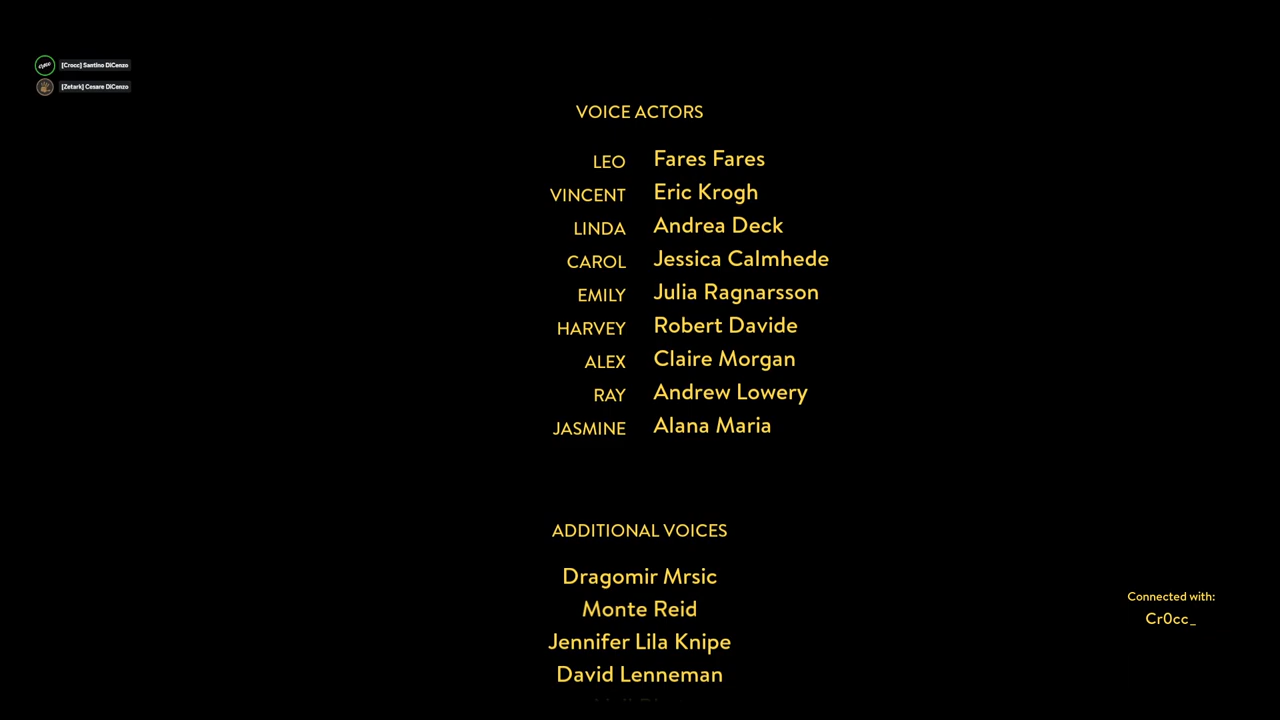 [Crocc] Santino DiCenzo
[Zetark] Cesare DiCenzo
VOICE ACTORS
LEO Fares Fares
VINCENT Eric Krogh
LINDA Andrea Deck
CAROL Jessica Calmhede
EMILY Julia Ragnarsson
HARVEY Robert Davide
ALEX Claire Morgan
RAY Andrew Lowery
JASMINE Alana Maria
ADDITIONAL VOICES
Dragomir Mrsic
Monte Reid
Jennifer Lila Knipe
David Lenneman
Connected with:
Cr0cc_